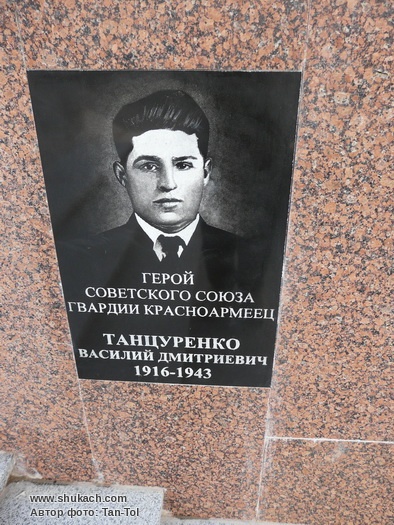 ГЕРОЙ
СОВЕТСКОГО СОЮЗА
ГВАРДИИ КРАСНОАРМЕЕЦ
ТАНЦУРЕНКО
ВАСИЛИЙ ДМИТРИЕВИЧ
1916-1943
www.shukach.com
Автор фото: Tan-Tol